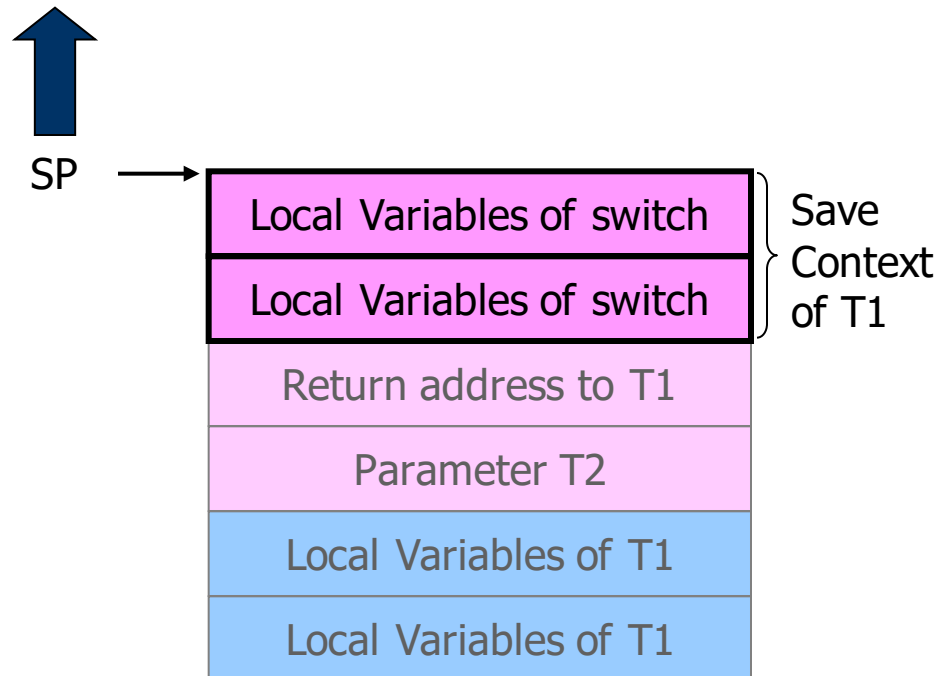 SP
Local Variables of switch
Local Variables of switch
Save
Context
of T1
Return address to T1
Parameter T2
Local Variables of T1
Local Variables of T1